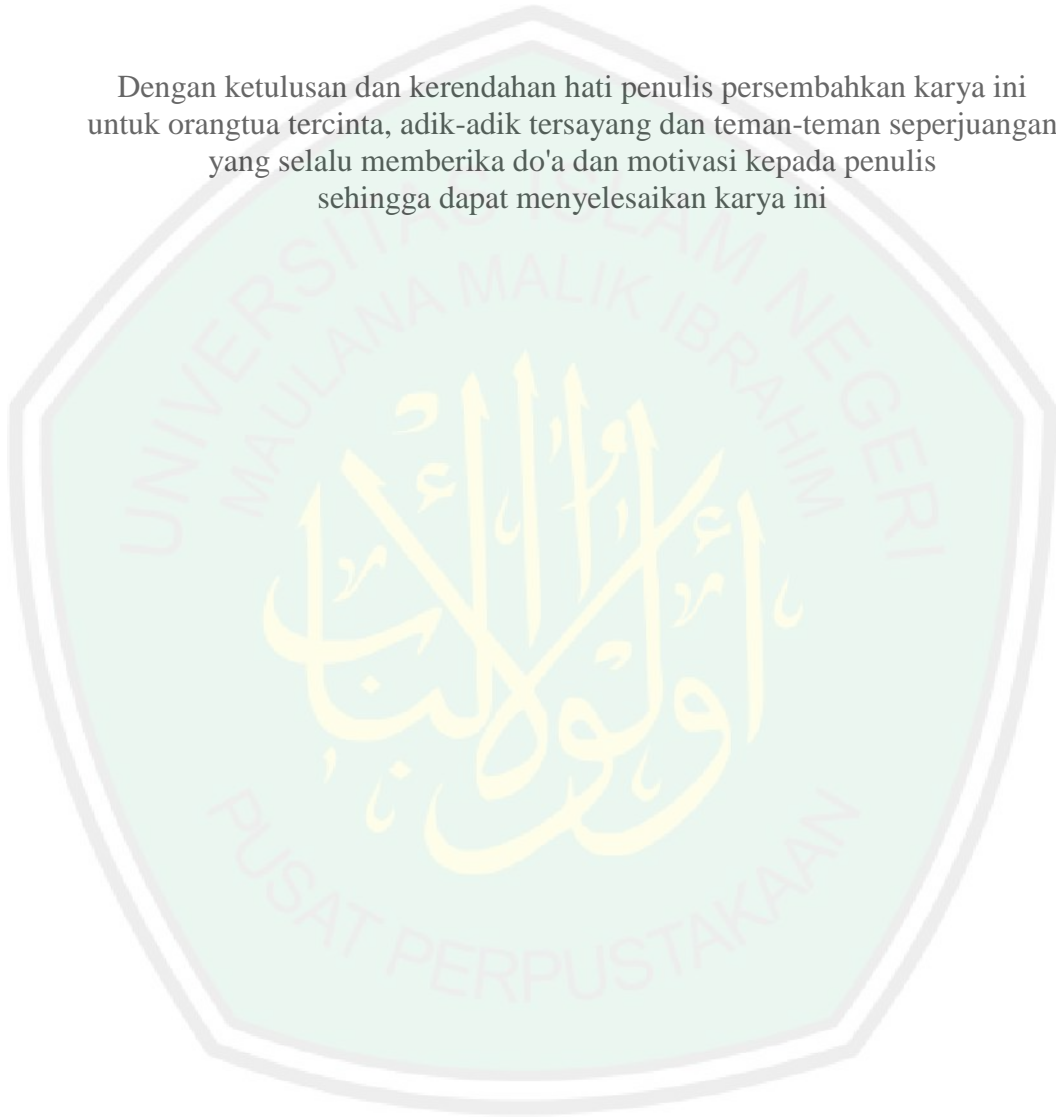 Dengan ketulusan dan kerendahan hati penulis persembahkan karya ini
untuk orangtua tercinta, adik-adik tersayang dan teman-teman seperjuangan
yang selalu memberika do'a dan motivasi kepada penulis
sehingga dapat menyelesaikan karya ini
UNIVERSITAS ISLAM NEGERI
MAULANA MALIK IBRAHIM
أولوا الألباب
PUSAT PERPUSTAKAAN